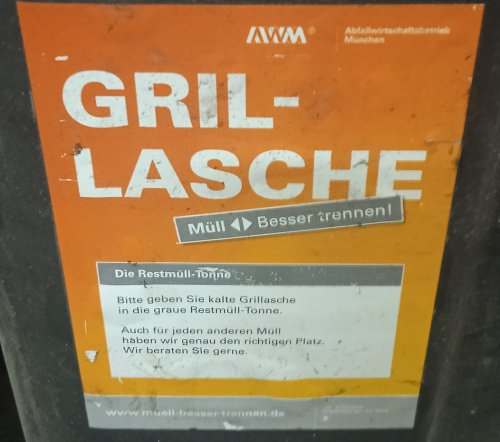 AWM
Abfallwirtschaftsbetrieb
München
GRIL-
LASCHE
Müll Besser trennen!
Die Restmüll-Tonne
Bitte geben Sie kalte Grillasche
in die graue Restmüll-Tonne.
Auch für jeden anderen Müll
haben wir genau den richtigen Platz.
Wir beraten Sie gerne.
www.muell-besser-trennen.de